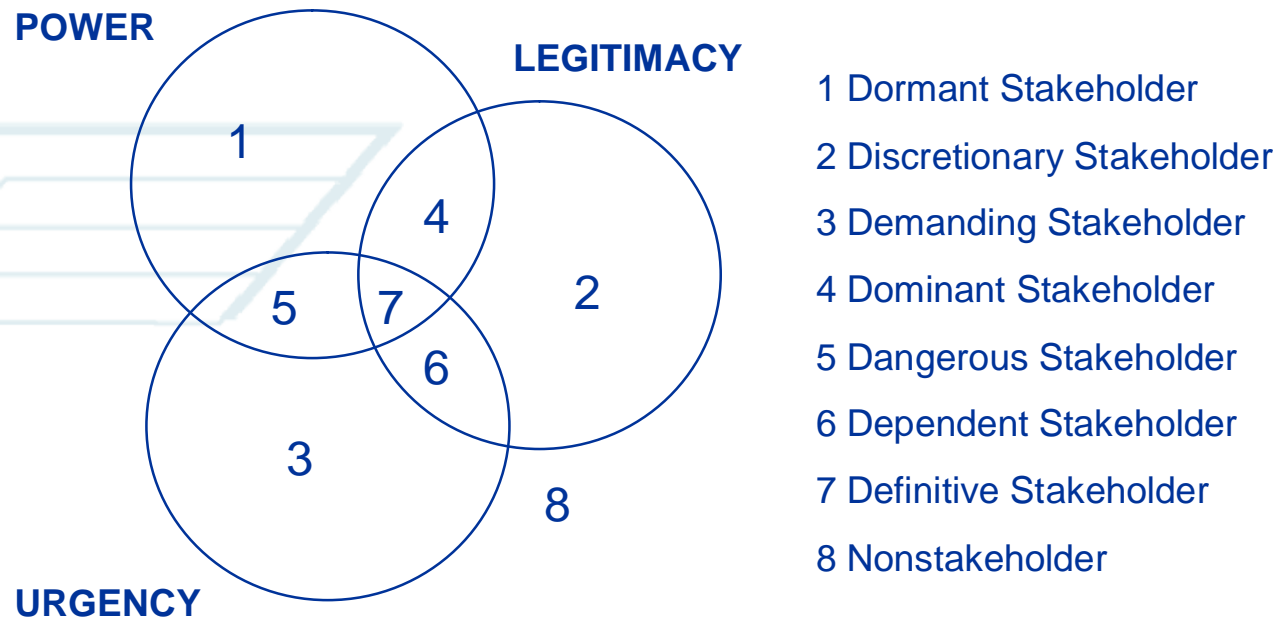 POWER
LEGITIMACY
1
4
2
5
7
6
3
8
URGENCY
1 Dormant Stakeholder
2 Discretionary Stakeholder
3 Demanding Stakeholder
4 Dominant Stakeholder
5 Dangerous Stakeholder
6 Dependent Stakeholder
7 Definitive Stakeholder
8 Nonstakeholder